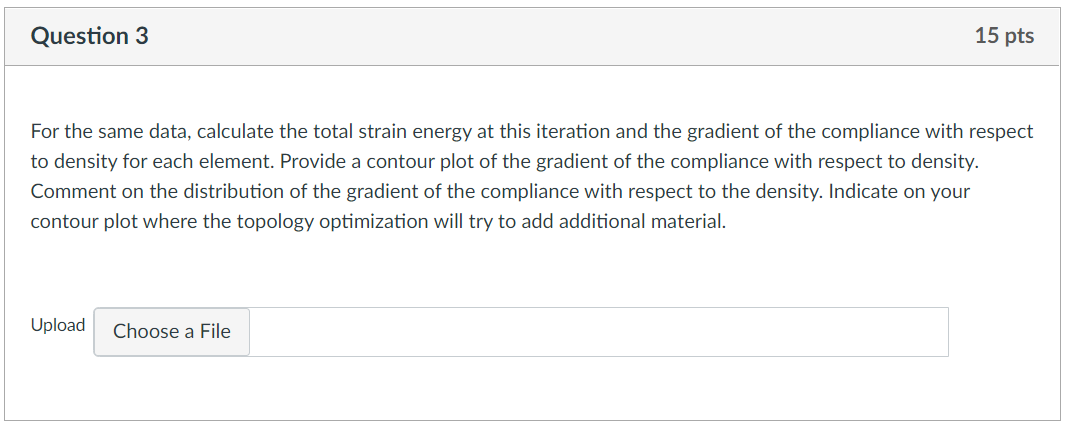 Question 3
15 pts
For the same data, calculate the total strain energy at this iteration and the gradient of the compliance with respect
to density for each element. Provide a contour plot of the gradient of the compliance with respect to density.
Comment on the distribution of the gradient of the compliance with respect to the density. Indicate on your
contour plot where the topology optimization will try to add additional material.
Upload
Choose a File